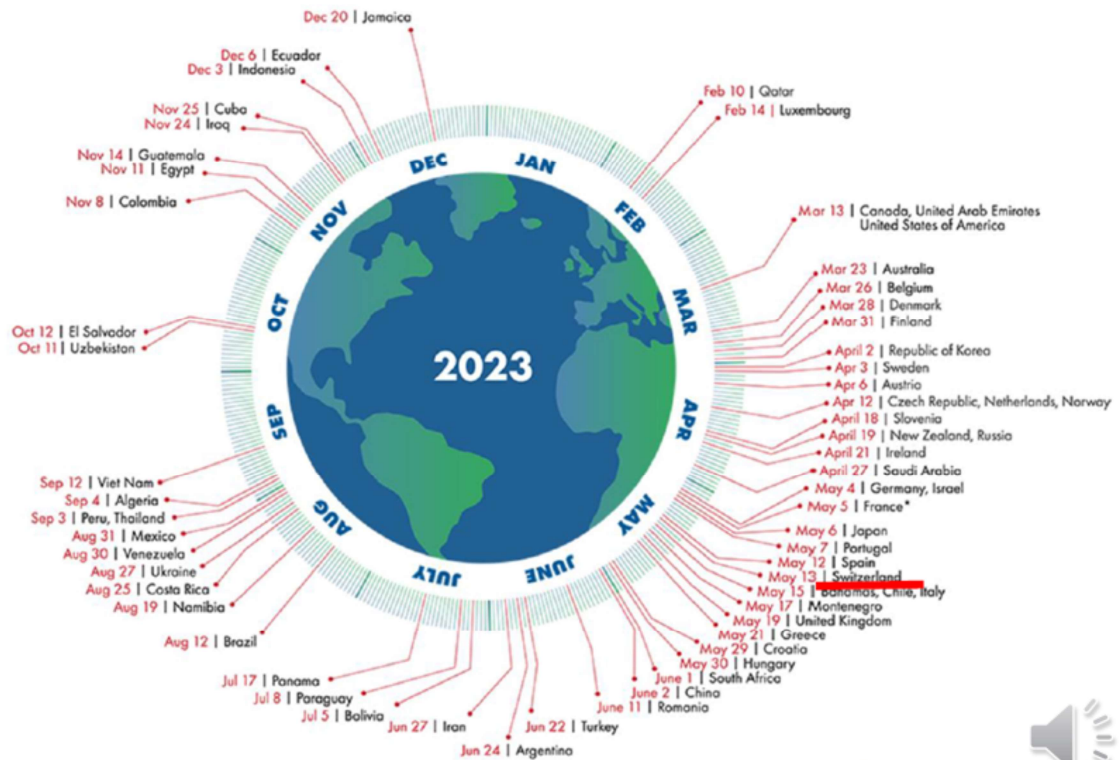 Dec 20 | Jamaica
Dec 6 | Ecuador
Dec 3 | Indonesia
Nov 25 | Cuba
Nov 24 | Iraq
Nov 14 | Guatemala
Nov 11 | Egypt
Nov 8 | Colombia
Oct 12 | El Salvador
Oct 11 | Uzbekistan
Sep 12 | Viet Nam
Sep 4 | Algeria
Sep 3 | Peru, Thailand
Aug 31 | Mexico
Aug 30 | Venezuela
Aug 27 | Ukraine
Aug 25 | Costa Rica
Aug 19 | Namibia
Aug 12 | Brazil
Jul 17 | Panama
Jul 8 | Paraguay
Jul 5 | Bolivia
Jun 27 | Iran
Jun 24 | Argentina
Jun 22 | Turkey
Feb 10 | Qatar
Feb 14 | Luxembourg
Mar 13 | Canada, United Arab Emirates
United States of America
Mar 23 | Australia
Mar 26 | Belgium
Mar 28 | Denmark
Mar 31 | Finland
April 2 | Republic of Korea
Apr 3 | Sweden
Apr 6 | Austria
Apr 12 | Czech Republic, Netherlands, Norway
April 18 | Slovenia
April 19 | New Zealand, Russia
April 21 | Ireland
April 27 | Saudi Arabia
May 4 | Germany, Israel
May 5 | France*
May 6 | Japan
May 7 | Portugal
May 12 | Spain
May 13 | Switzerland
May 15 | Bahamas, Chile, Italy
May 17 | Montenegro
May 19 | United Kingdom
May 21 | Greece
May 29 | Croatia
May 30 | Hungary
June 1 | South Africa
June 2 | China
June 11 | Romania
JAN
FEB
MAR
APR
MAY
JUNE
JULY
AUG
SEP
OCT
NOV
DEC
2023